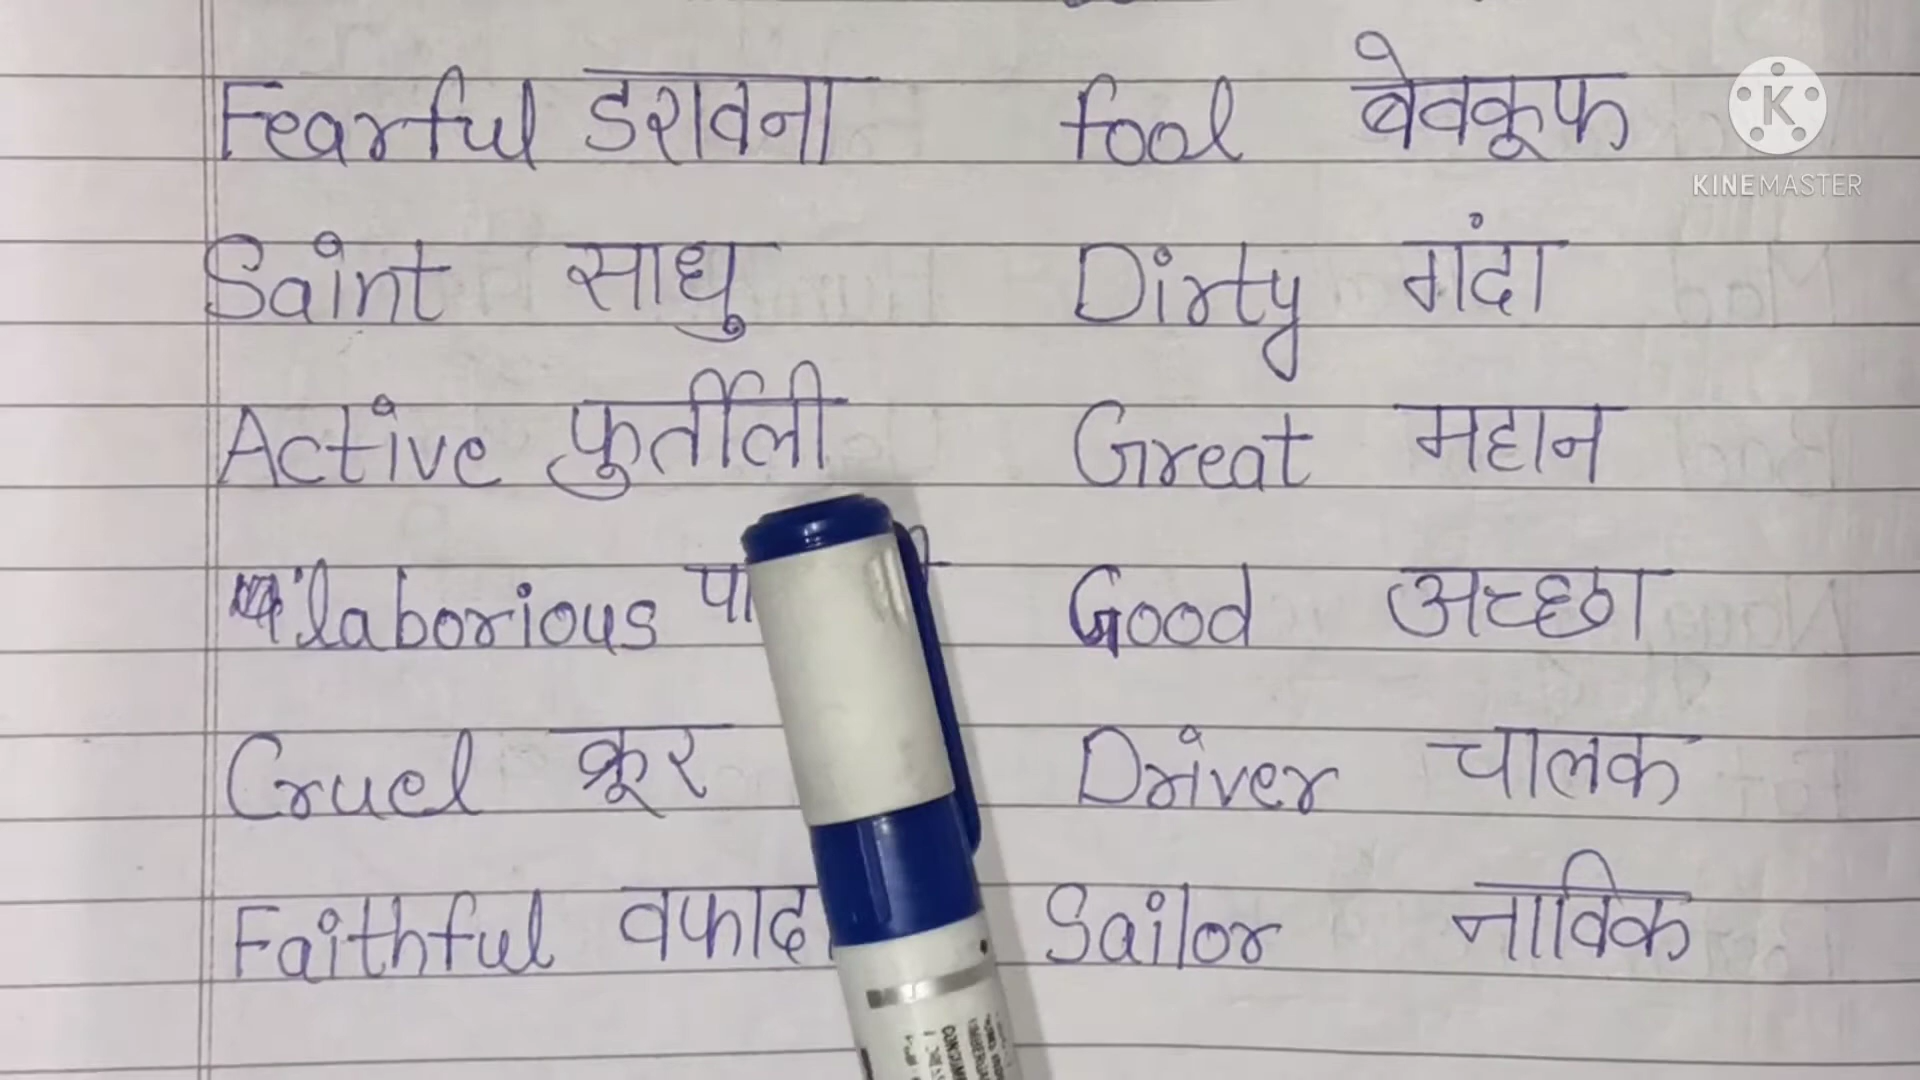 Fearful डरावना fool बेवकूफ
Saint साधु Dirty गंदा
Active फुर्तीली Great महान
laborious Good अच्छा
Cruel क्रूर Driver चालक
Faithful Sailor नाविक
KINEMASTER